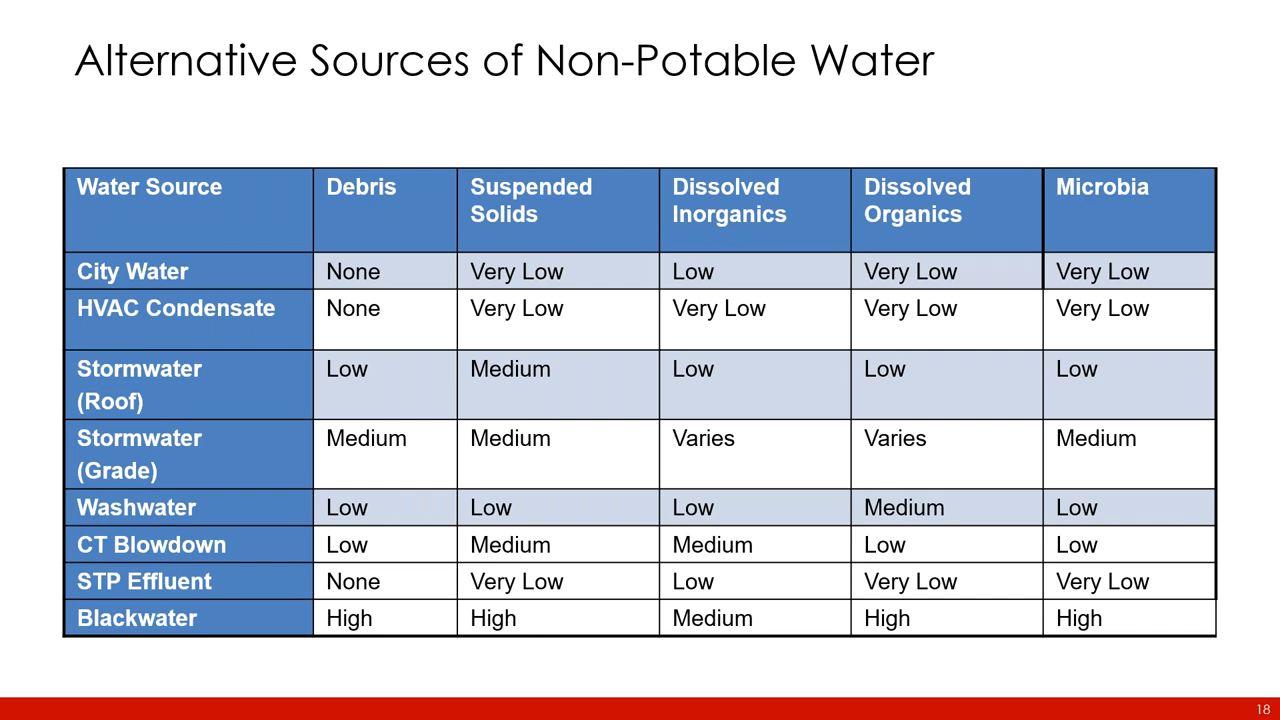 Alternative Sources of Non-Potable Water
Water Source Debris Suspended Dissolved Dissolved Microbia
Solids Inorganics Organics
City Water None Very Low Low Very Low Very Low
HVAC Condensate None Very Low Very Low Very Low Very Low
Stormwater Low Medium Low Low Low
(Roof)
Stormwater Medium Medium Varies Varies Medium
(Grade)
Washwater Low Low Low Medium Low
CT Blowdown Low Medium Medium Low Low
STP Effluent None Very Low Low Very Low Very Low
Blackwater High High Medium High High
18